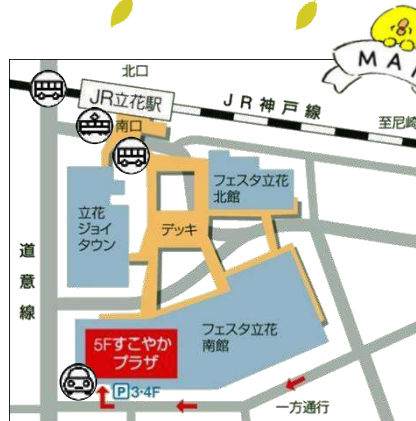 MA
北口
JR立花駅
JR神戸線
南口
至尼崎
フェスタ立花
北館
立花
ジョイ
タウン
デッキ
道意線
フェスタ立花
南館
5Fすこやか
プラザ
P3・4F
一方通行